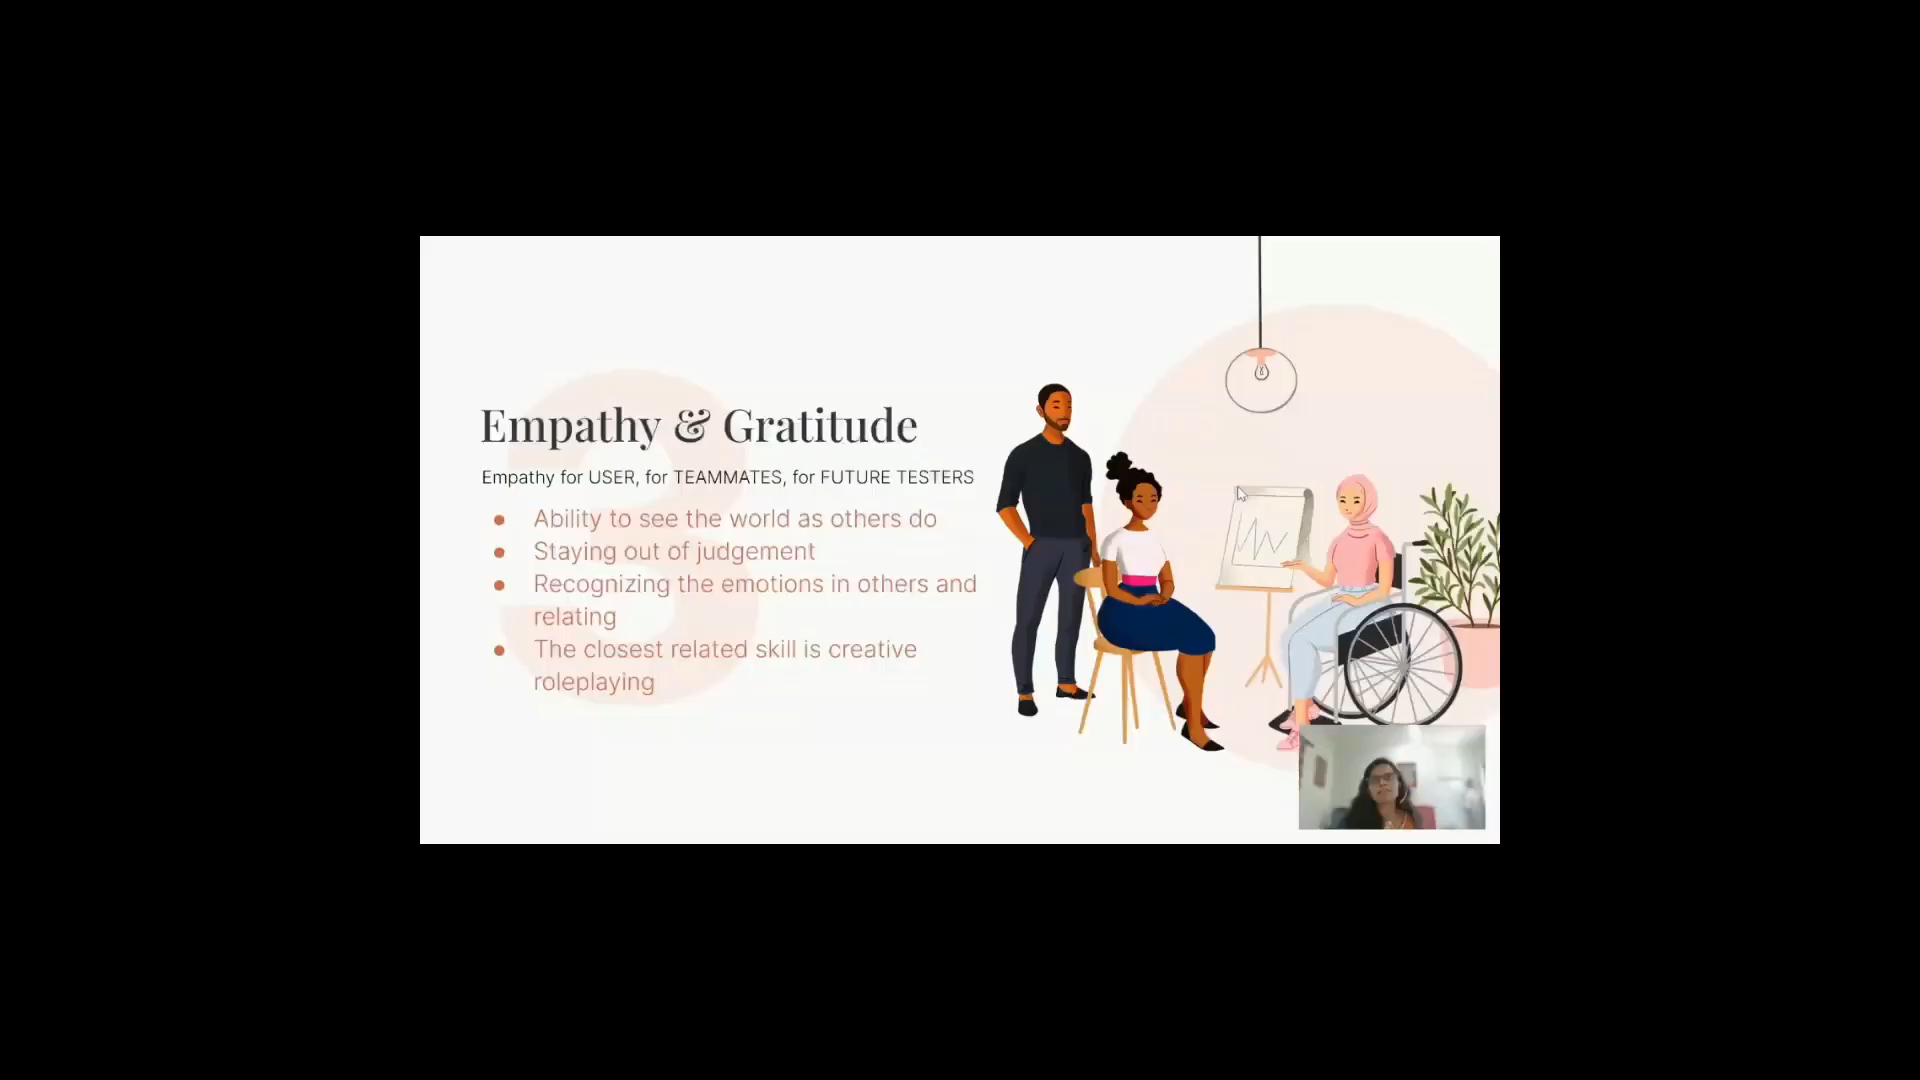 3
Empathy & Gratitude
Empathy for USER, for TEAMMATES, for FUTURE TESTERS
● Ability to see the world as others do
● Staying out of judgement
● Recognizing the emotions in others and
relating
● The closest related skill is creative
roleplaying